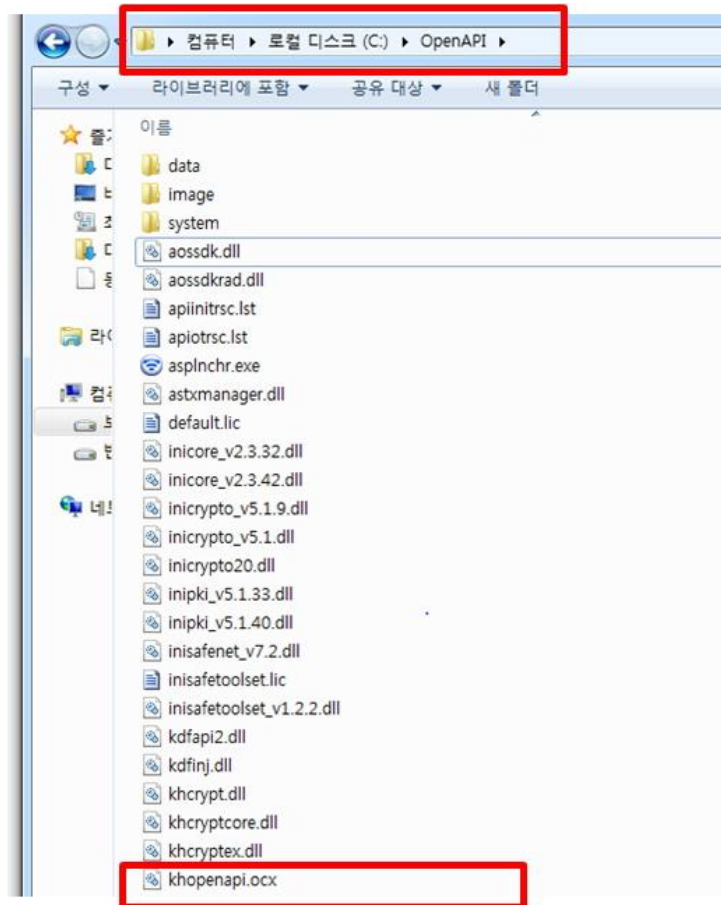 컴퓨터 ▸ 로컬 디스크 (C:) ▸ OpenAPI ▸
구성 ▾ 라이브러리에 포함 ▾ 공유 대상 ▾ 새 폴더
이름
data
image
system
aossdk.dll
aossdkrad.dll
apiinitrsc.lst
apiotrsc.lst
asplnchr.exe
astxmanager.dll
default.lic
inicore_v2.3.32.dll
inicore_v2.3.42.dll
inicrypto_v5.1.9.dll
inicrypto_v5.1.dll
inicrypto20.dll
inipki_v5.1.33.dll
inipki_v5.1.40.dll
inisafenet_v7.2.dll
inisafetoolset.lic
inisafetoolset_v1.2.2.dll
kdfapi2.dll
kdfinj.dll
khcrypt.dll
khcryptcore.dll
khcryptex.dll
khopenapi.ocx